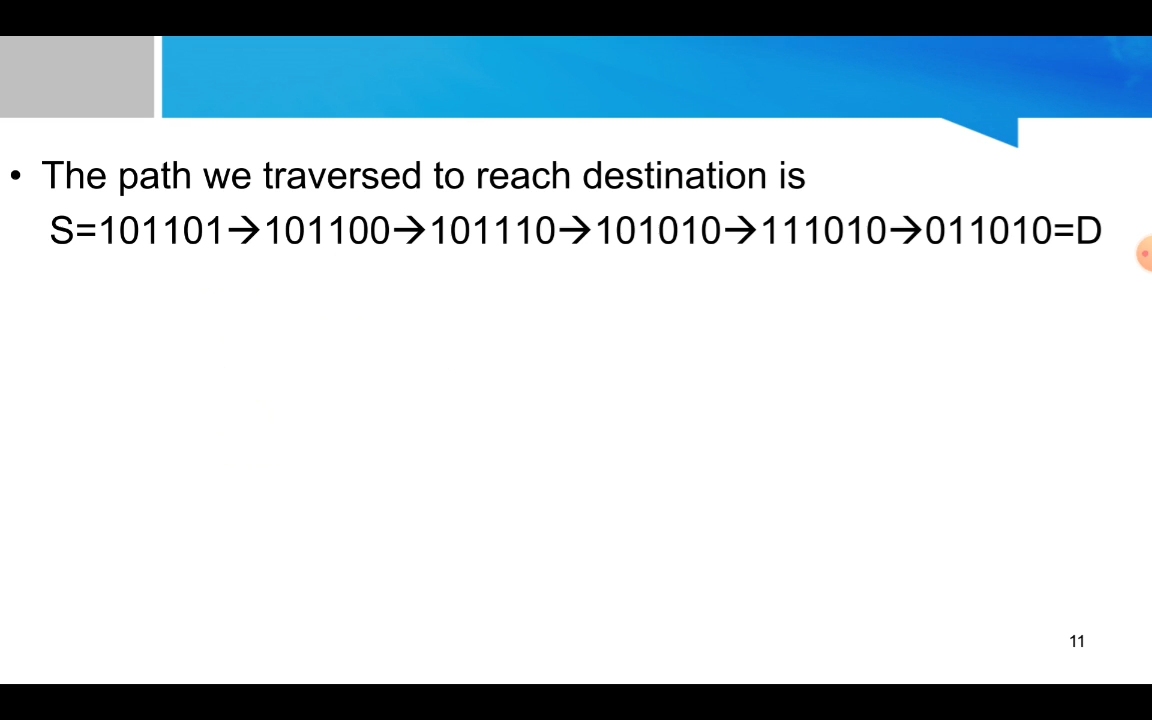 • The path we traversed to reach destination is
S=101101→101100→101110→101010→111010→011010=D
11